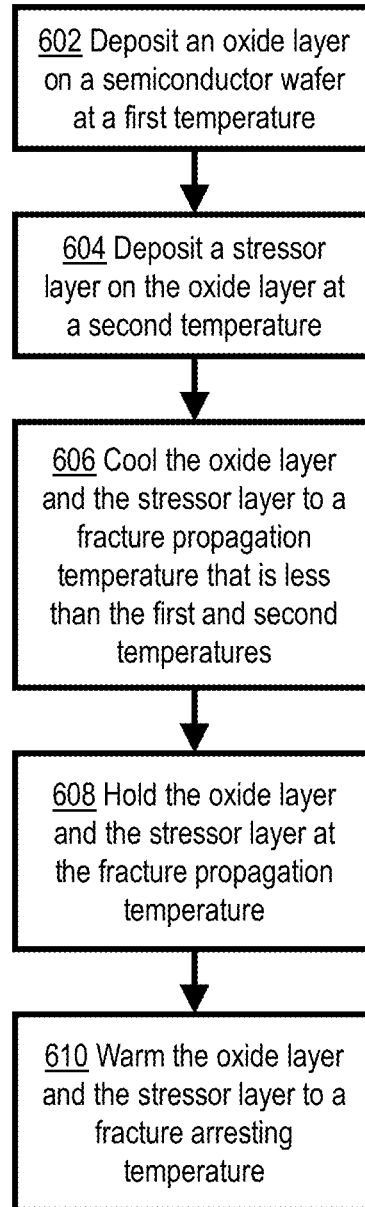 602 Deposit an oxide layer
on a semiconductor wafer
at a first temperature
604 Deposit a stressor
layer on the oxide layer at
a second temperature
606 Cool the oxide layer
and the stressor layer to a
fracture propagation
temperature that is less
than the first and second
temperatures
608 Hold the oxide layer
and the stressor layer at
the fracture propagation
temperature
610 Warm the oxide layer
and the stressor layer to a
fracture arresting
temperature